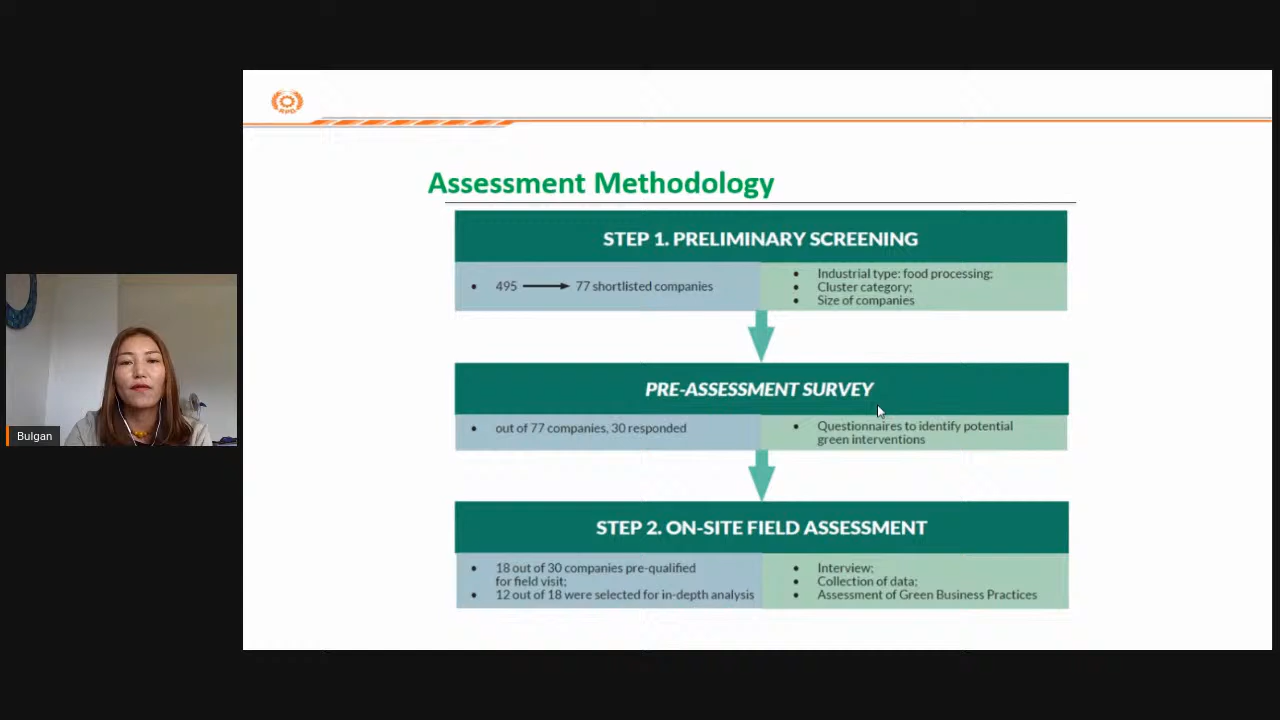 Assessment Methodology
STEP 1. PRELIMINARY SCREENING
495 77 shortlisted companies
Industrial type: food processing;
Cluster category;
Size of companies
PRE-ASSESSMENT SURVEY
out of 77 companies, 30 responded
Questionnaires to identify potential
green interventions
STEP 2. ON-SITE FIELD ASSESSMENT
18 out of 30 companies pre-qualified
for field visit;
12 out of 18 were selected for in-depth analysis
Interview;
Collection of data;
Assessment of Green Business Practices
Bulgan